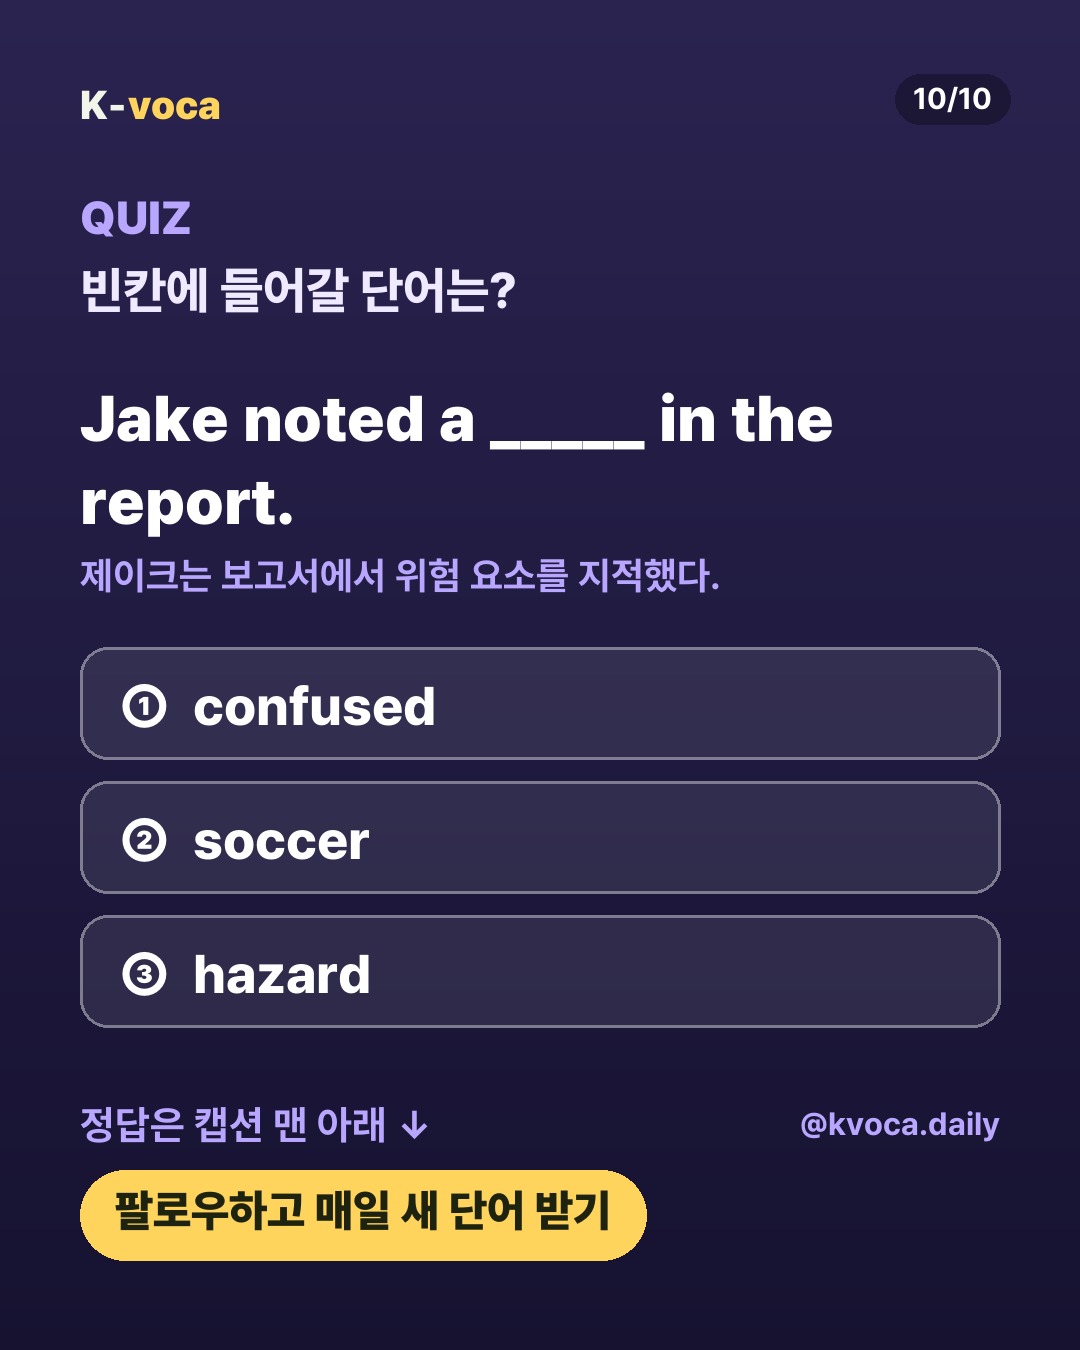 K-voca
10/10
QUIZ
빈칸에 들어갈 단어는?
Jake noted a _____ in the
report.
제이크는 보고서에서 위험 요소를 지적했다.
① confused
② soccer
③ hazard
정답은 캡션 맨 아래 ↓
@kvoca.daily
팔로우하고 매일 새 단어 받기